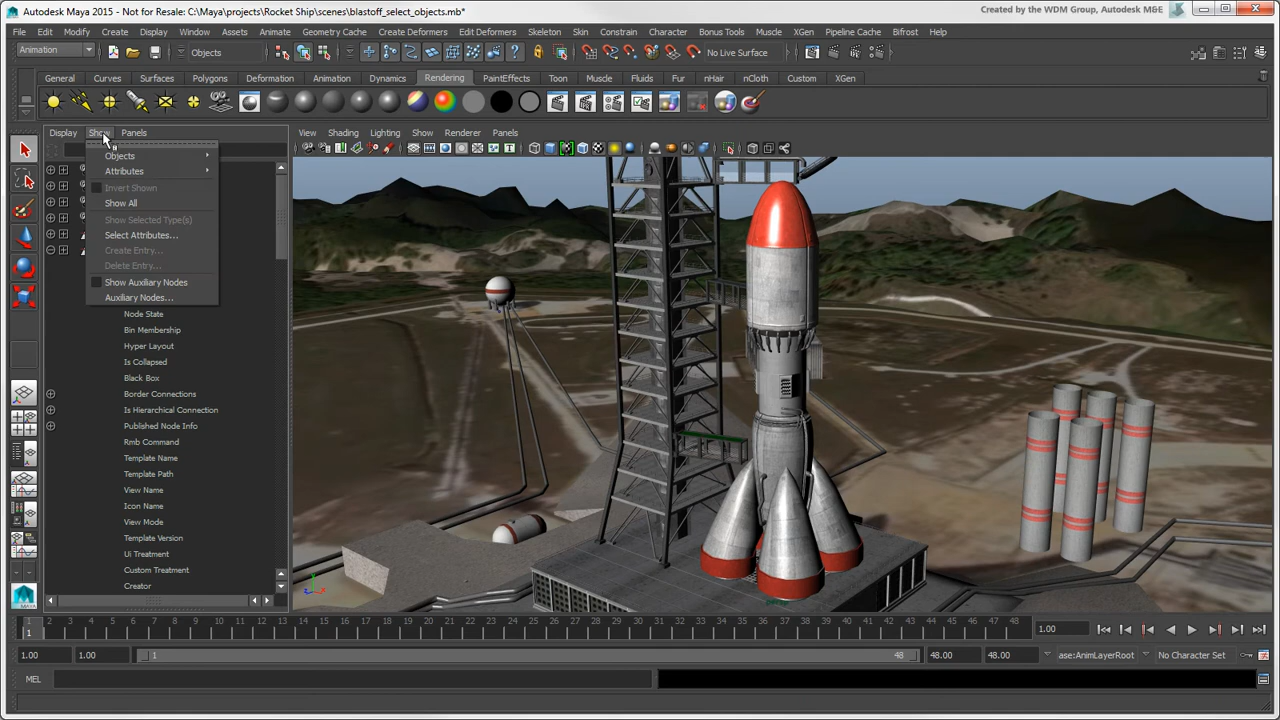 Autodesk Maya 2015 - Not for Resale: C:\Maya\projects\Rocket Ship\scenes\blastoff_select_objects.mb*
Created by the WDM Group, Autodesk M&E
File Edit Modify Create Display Window Assets Animate Geometry Cache Create Deformers Edit Deformers Skeleton Skin Constrain Character Bonus Tools Muscle XGen Pipeline Cache Bifrost Help
Animation Objects No Live Surface
General Curves Surfaces Polygons Deformation Animation Dynamics Rendering PaintEffects Toon Muscle Fluids Fur nHair nCloth Custom XGen
Display Show Panels
View Shading Lighting Show Renderer Panels
Objects
Attributes
Invert Shown
Show All
Show Selected Type(s)
Select Attributes...
Create Entry...
Delete Entry...
Show Auxiliary Nodes
Auxiliary Nodes...
Node State
Bin Membership
Hyper Layout
Is Collapsed
Black Box
Border Connections
Is Hierarchical Connection
Published Node Info
Rmb Command
Template Name
Template Path
View Name
Icon Name
View Mode
Template Version
Ui Treatment
Custom Treatment
Creator
persp
1 2 3 4 5 6 7 8 9 10 11 12 13 14 15 16 17 18 19 20 21 22 23 24 25 26 27 28 29 30 31 32 33 34 35 36 37 38 39 40 41 42 43 44 45 46 47 48
1 1.00
1.00 1.00 1 48 48.00 48.00 ase:AnimLayerRoot No Character Set
MEL
MAYA